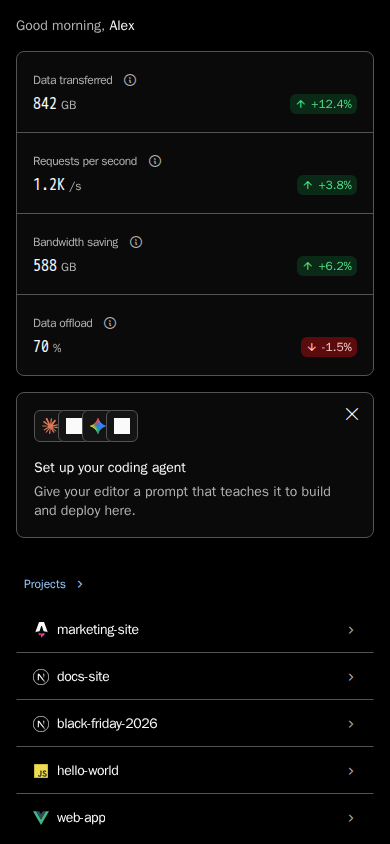 Good morning, Alex
Data transferred
842 GB
+12.4%
Requests per second
1.2K /s
+3.8%
Bandwidth saving
588 GB
+6.2%
Data offload
70 %
-1.5%
Set up your coding agent
Give your editor a prompt that teaches it to build
and deploy here.
Projects
marketing-site
docs-site
black-friday-2026
JS hello-world
web-app